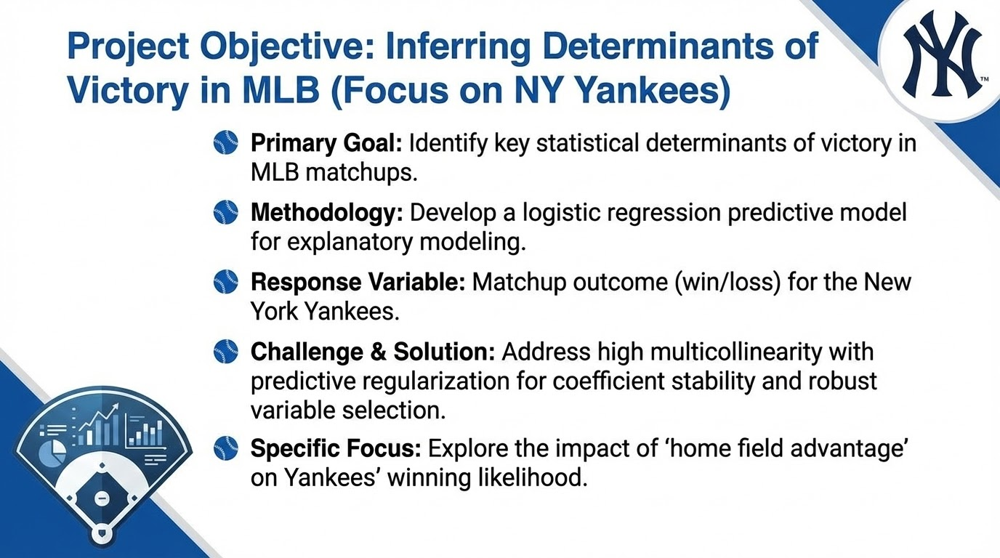 Project Objective: Inferring Determinants of
Victory in MLB (Focus on NY Yankees)
NY
™
Primary Goal: Identify key statistical determinants of victory in
MLB matchups.
Methodology: Develop a logistic regression predictive model
for explanatory modeling.
Response Variable: Matchup outcome (win/loss) for the New
York Yankees.
Challenge & Solution: Address high multicollinearity with
predictive regularization for coefficient stability and robust
variable selection.
Specific Focus: Explore the impact of ‘home field advantage’
on Yankees’ winning likelihood.